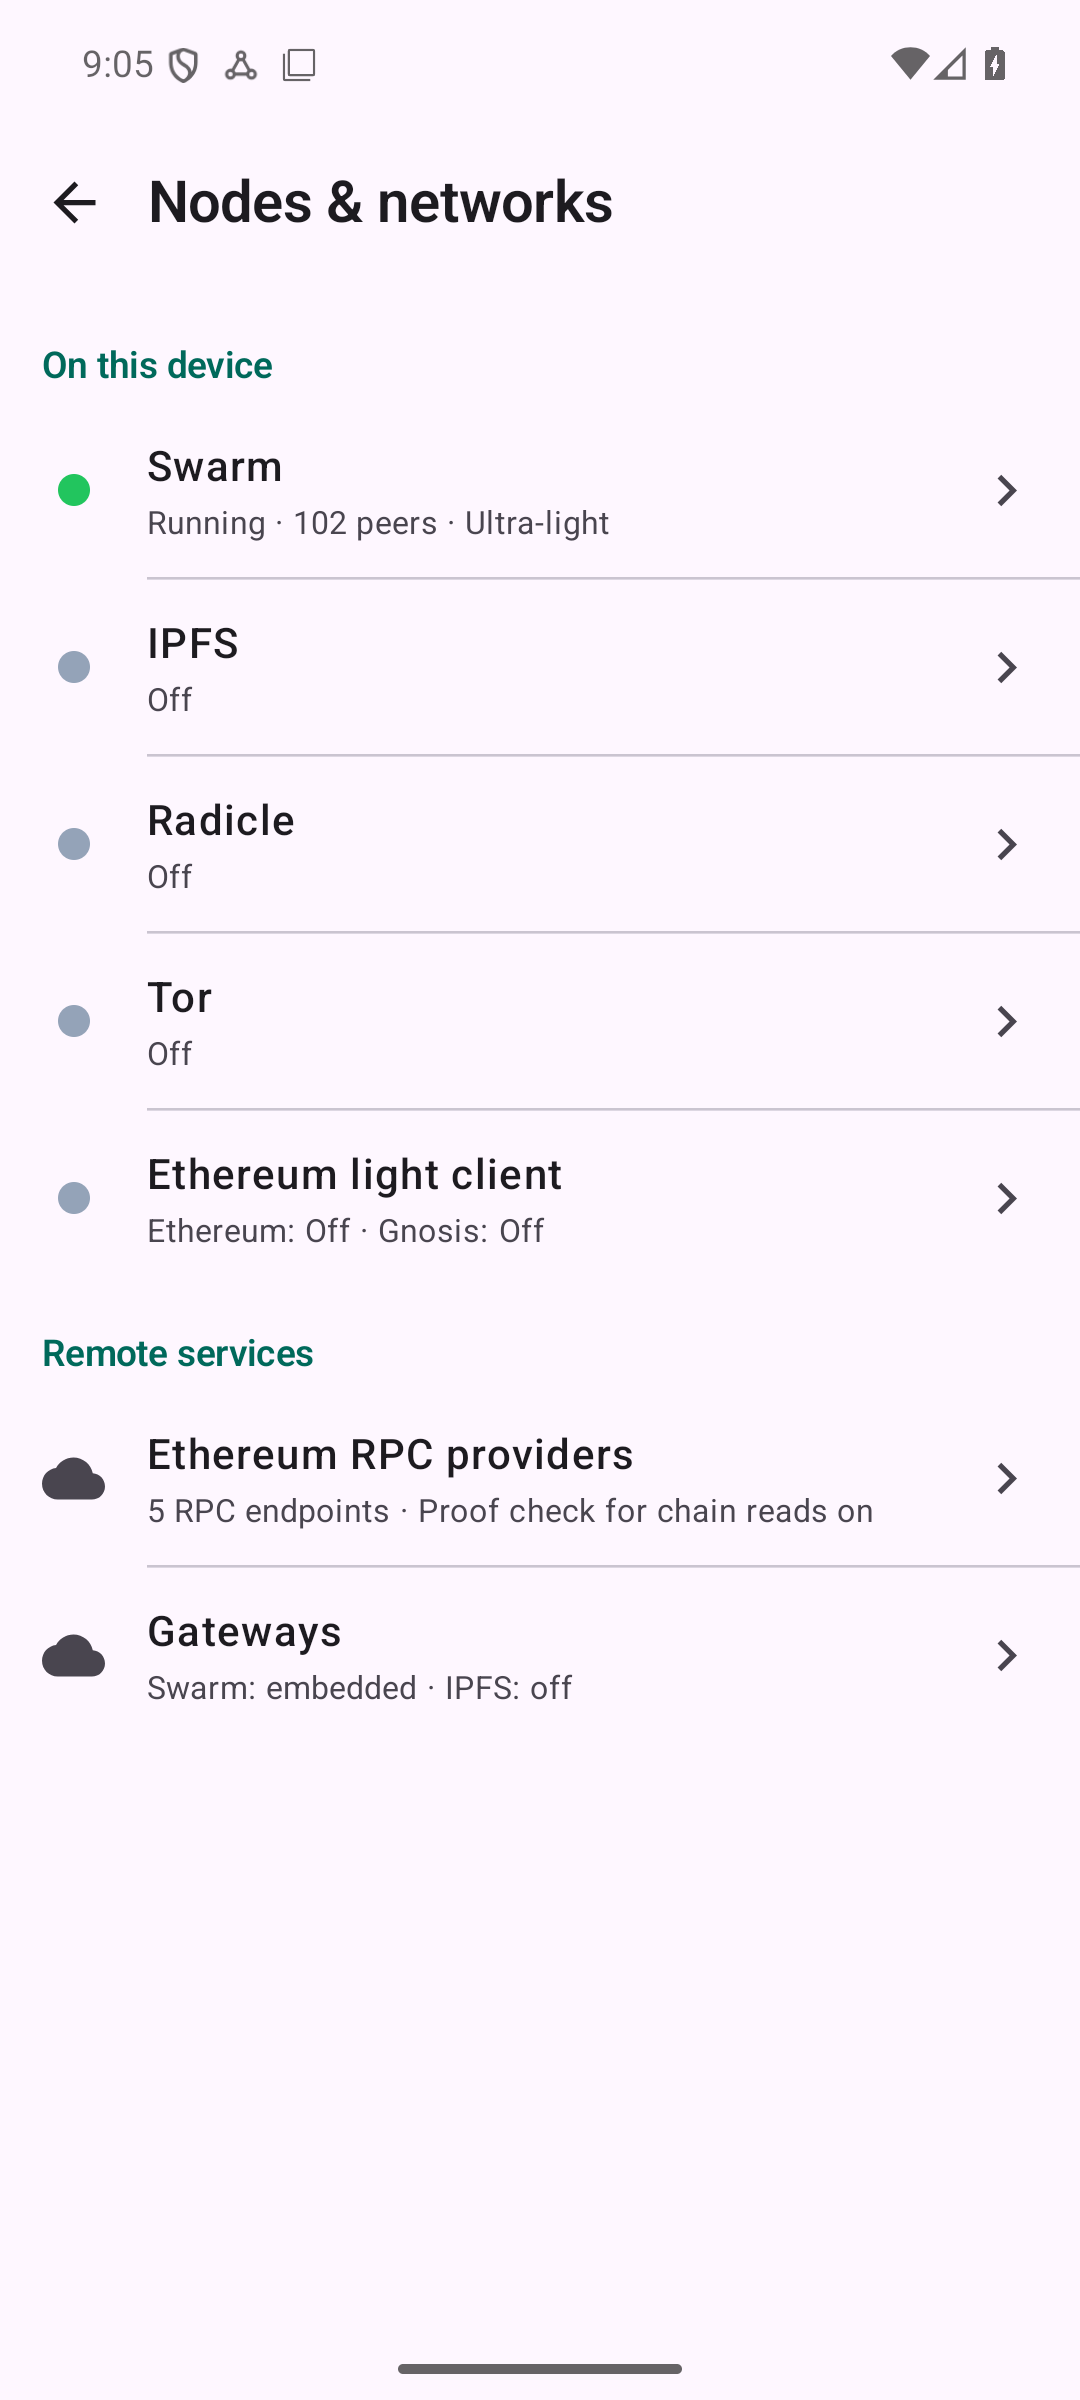 9:05
Nodes & networks
On this device
Swarm
Running · 102 peers · Ultra-light
IPFS
Off
Radicle
Off
Tor
Off
Ethereum light client
Ethereum: Off · Gnosis: Off
Remote services
Ethereum RPC providers
5 RPC endpoints · Proof check for chain reads on
Gateways
Swarm: embedded · IPFS: off